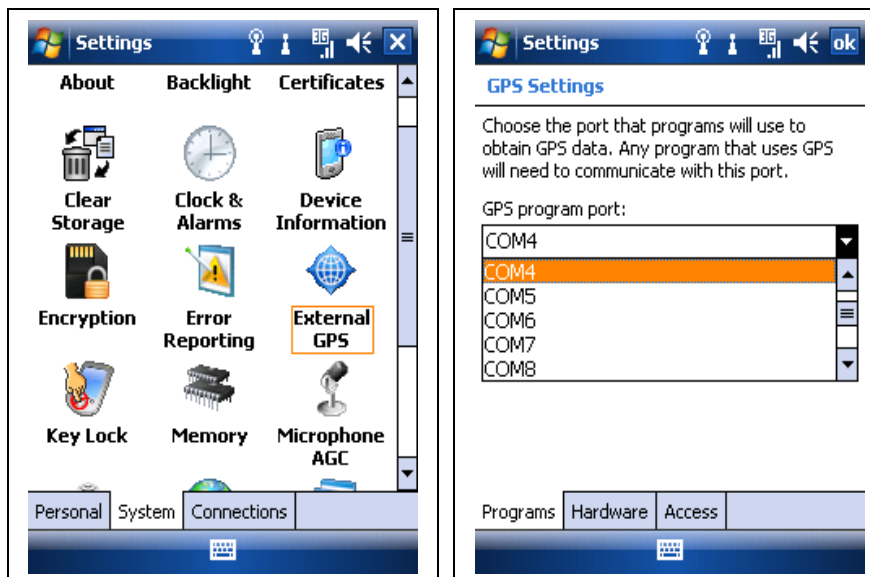 Settings
3G
About Backlight Certificates
Clear Clock & Device
Storage Alarms Information
Encryption Error External
Reporting GPS
Key Lock Memory Microphone
AGC
Personal System Connections
Settings
3G
ok
GPS Settings
Choose the port that programs will use to
obtain GPS data. Any program that uses GPS
will need to communicate with this port.
GPS program port:
COM4
COM4
COM5
COM6
COM7
COM8
Programs Hardware Access